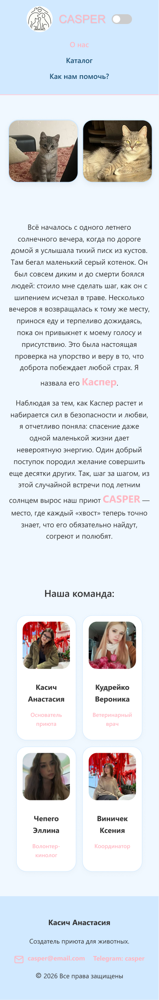 CASPER
О нас
Каталог
Как нам помочь?
Всё началось с одного летнего
солнечного вечера, когда по дороге
домой я услышала тихий писк из кустов.
Там бегал маленький серый котенок. Он
был совсем диким и до смерти боялся
людей: стоило мне сделать шаг, как он с
шипением исчезал в траве. Несколько
вечеров я возвращалась к тому же месту,
принося еду и терпеливо дожидаясь,
пока он привыкнет к моему голосу и
присутствию. Это была настоящая
проверка на упорство и веру в то, что
доброта побеждает любой страх. Я
назвала его Каспер.
Наблюдая за тем, как Каспер растет и
набирается сил в безопасности и любви,
я отчетливо поняла: спасение даже
одной маленькой жизни дает
невероятную энергию. Один добрый
поступок породил желание совершить
еще десятки других. Так, шаг за шагом, из
этой случайной встречи под летним
солнцем вырос наш приют CASPER —
место, где каждый «хвост» теперь точно
знает, что его обязательно найдут,
согреют и полюбят.
Наша команда:
Касич
Анастасия
Основатель
приюта
Кудрейко
Вероника
Ветеринарный
врач
Чепего
Эллина
Волонтер-
кинолог
Виничек
Ксения
Координатор
Касич Анастасия
Создатель приюта для животных.
casper@email.com Telegram: casper
© 2026 Все права защищены